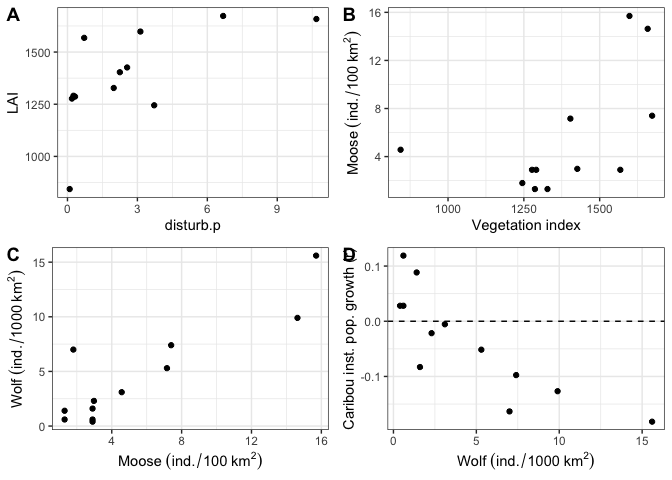 A
LAI
1500
1250
1000
0
3
6
9
disturb.p
B
Moose (ind./100 km²)
16
12
8
4
1000
1250
1500
Vegetation index
C
Wolf (ind./1000 km²)
15
10
5
0
4
8
12
16
Moose (ind./100 km²)
D
Caribou inst. pop. growth
0.1
0.0
-0.1
0
5
10
15
Wolf (ind./1000 km²)